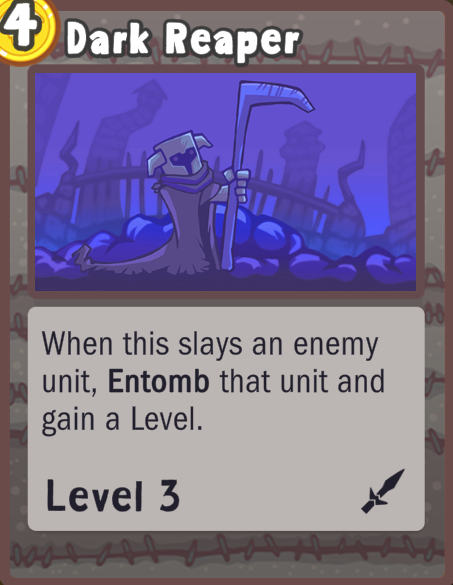 4
Dark Reaper
When this slays an enemy
unit, Entomb that unit and
gain a Level.
Level 3